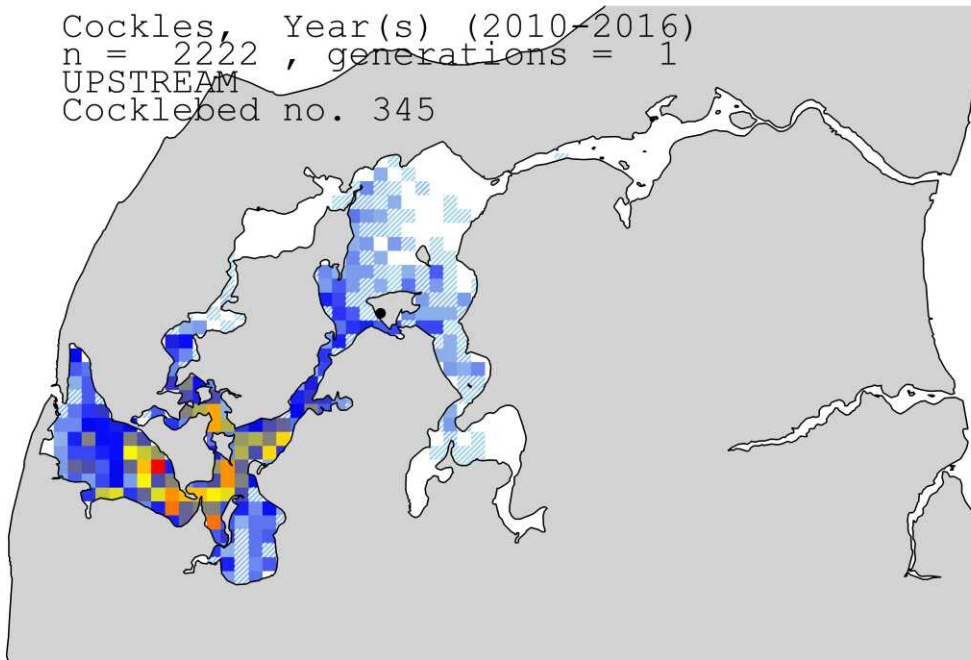 Cockles, Year(s) (2010-2016)
n = 2222 , generations = 1
UPSTREAM
Cocklebed no. 345